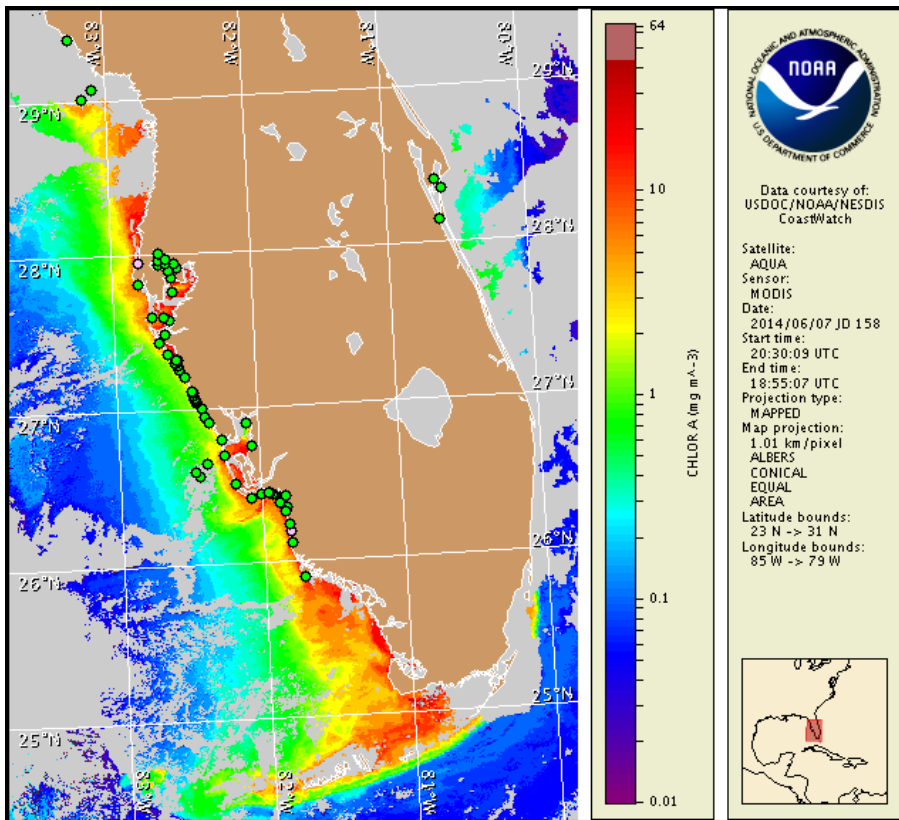 83°W
82°W
81°W
80°W
29°N
29°N
28°N
28°N
27°N
27°N
26°N
26°N
25°N
25°N
83°W
82°W
81°W
64
10
1
0.1
0.01
CHLOR A (mg m^-3)
NATIONAL OCEANIC AND ATMOSPHERIC ADMINISTRATION
NOAA
U.S. DEPARTMENT OF COMMERCE
Data courtesy of:
USDOC/NOAA/NESDIS
CoastWatch
Satellite:
AQUA
Sensor:
MODIS
Date:
2014/06/07 JD 158
Start time:
20:30:09 UTC
End time:
18:55:07 UTC
Projection type:
MAPPED
Map projection:
1.01 km/pixel
ALBERS
CONICAL
EQUAL
AREA
Latitude bounds:
23 N -> 31 N
Longitude bounds:
85 W -> 79 W